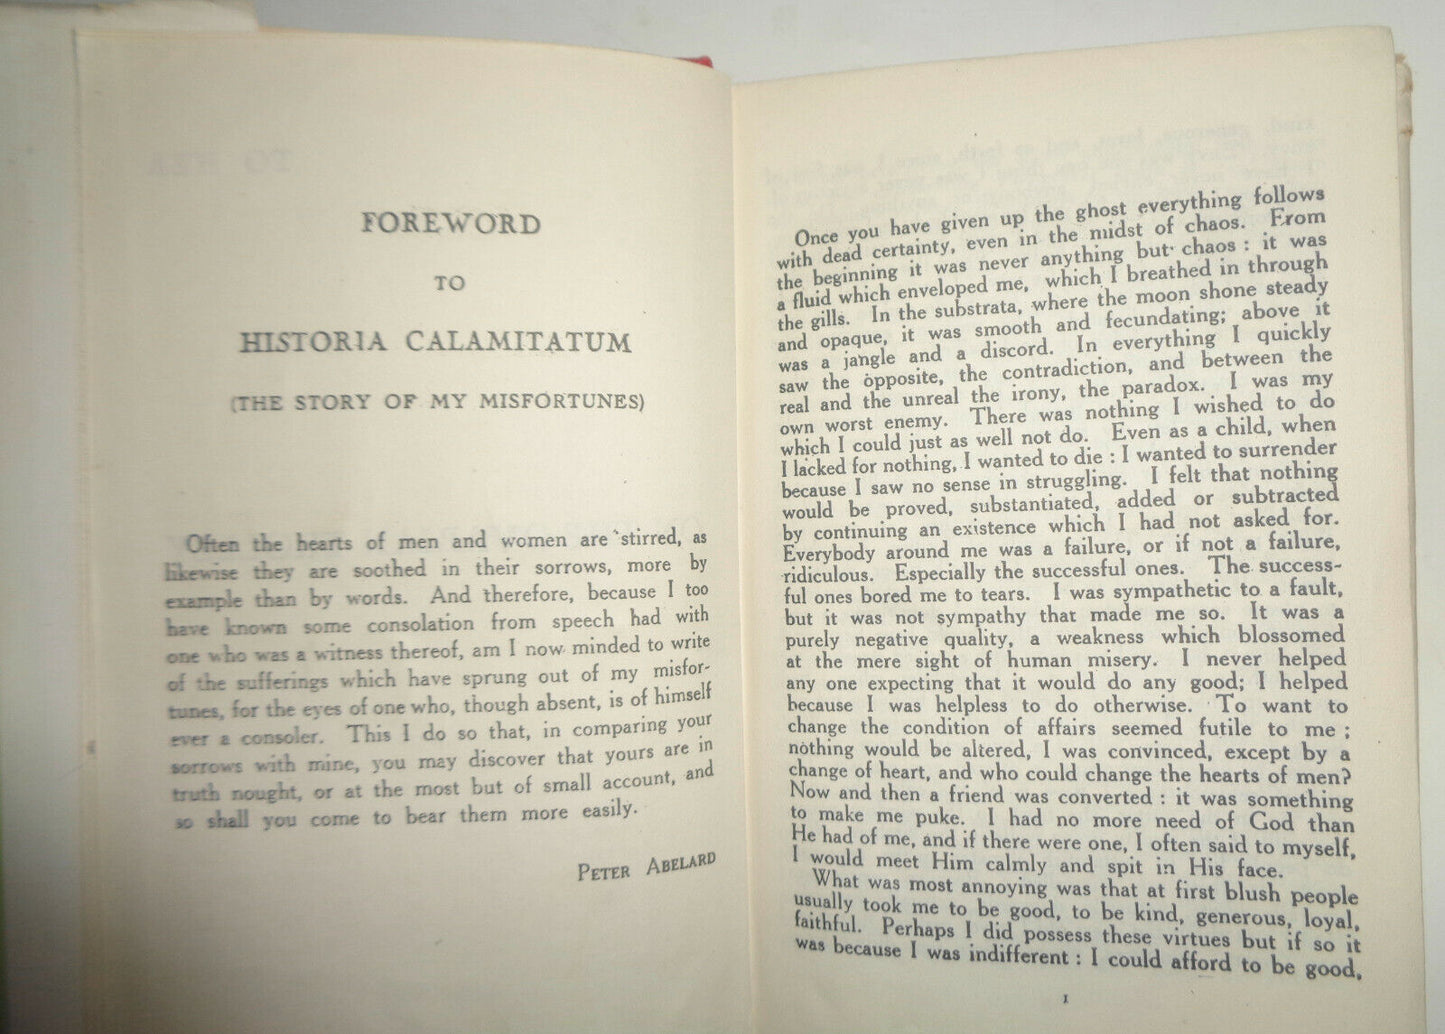 FOREWORD
TO
HISTORIA CALAMITATUM
(THE STORY OF MY MISFORTUNES)
Often the hearts of men and women are stirred, as
likewise they are soothed in their sorrows, more by
example than by words. And therefore, because I too
have known some consolation from speech had with
one who was a witness thereof, am I now minded to write
of the sufferings which have sprung out of my misfor-
tunes, for the eyes of one who, though absent, is of himself
ever a consoler. This I do so that, in comparing your
sorrows with mine, you may discover that yours are in
truth nought, or at the most but of small account, and
so shall you come to bear them more easily.
PETER ABELARD
Once you have given up the ghost everything follows
with dead certainty, even in the midst of chaos. From
the beginning it was never anything but chaos : it was
a fluid which enveloped me, which I breathed in through
the gills. In the substrata, where the moon shone steady
and opaque, it was smooth and fecundating; above it
was a jangle and a discord. In everything I quickly
saw the opposite, the contradiction, and between the
real and the unreal the irony, the paradox. I was my
own worst enemy. There was nothing I wished to do
which I could just as well not do. Even as a child, when
I lacked for nothing, I wanted to die : I wanted to surrender
because I saw no sense in struggling. I felt that nothing
would be proved, substantiated, added or subtracted
by continuing an existence which I had not asked for.
Everybody around me was a failure, or if not a failure,
ridiculous. Especially the successful ones. The success-
ful ones bored me to tears. I was sympathetic to a fault,
but it was not sympathy that made me so. It was a
purely negative quality, a weakness which blossomed
at the mere sight of human misery. I never helped
any one expecting that it would do any good; I helped
because I was helpless to do otherwise. To want to
change the condition of affairs seemed futile to me ;
nothing would be altered, I was convinced, except by a
change of heart, and who could change the hearts of men?
Now and then a friend was converted : it was something
to make me puke. I had no more need of God than
He had of me, and if there were one, I often said to myself,
I would meet Him calmly and spit in His face.
What was most annoying was that at first blush people
usually took me to be good, to be kind, generous, loyal,
faithful. Perhaps I did possess these virtues but if so it
was because I was indifferent : I could afford to be good,
1